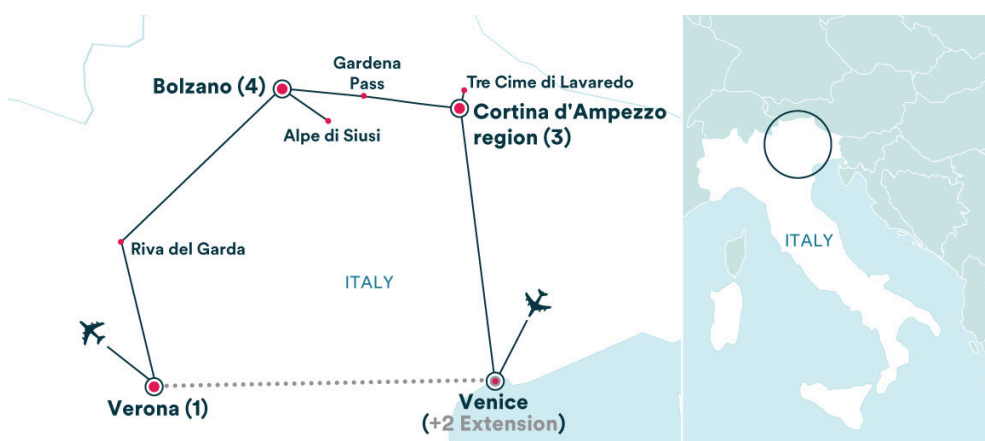 Gardena
Pass
Bolzano (4)
Tre Cime di Lavaredo
Cortina d'Ampezzo
region (3)
Alpe di Siusi
Riva del Garda
ITALY
Verona (1)
Venice
(+2 Extension)
ITALY